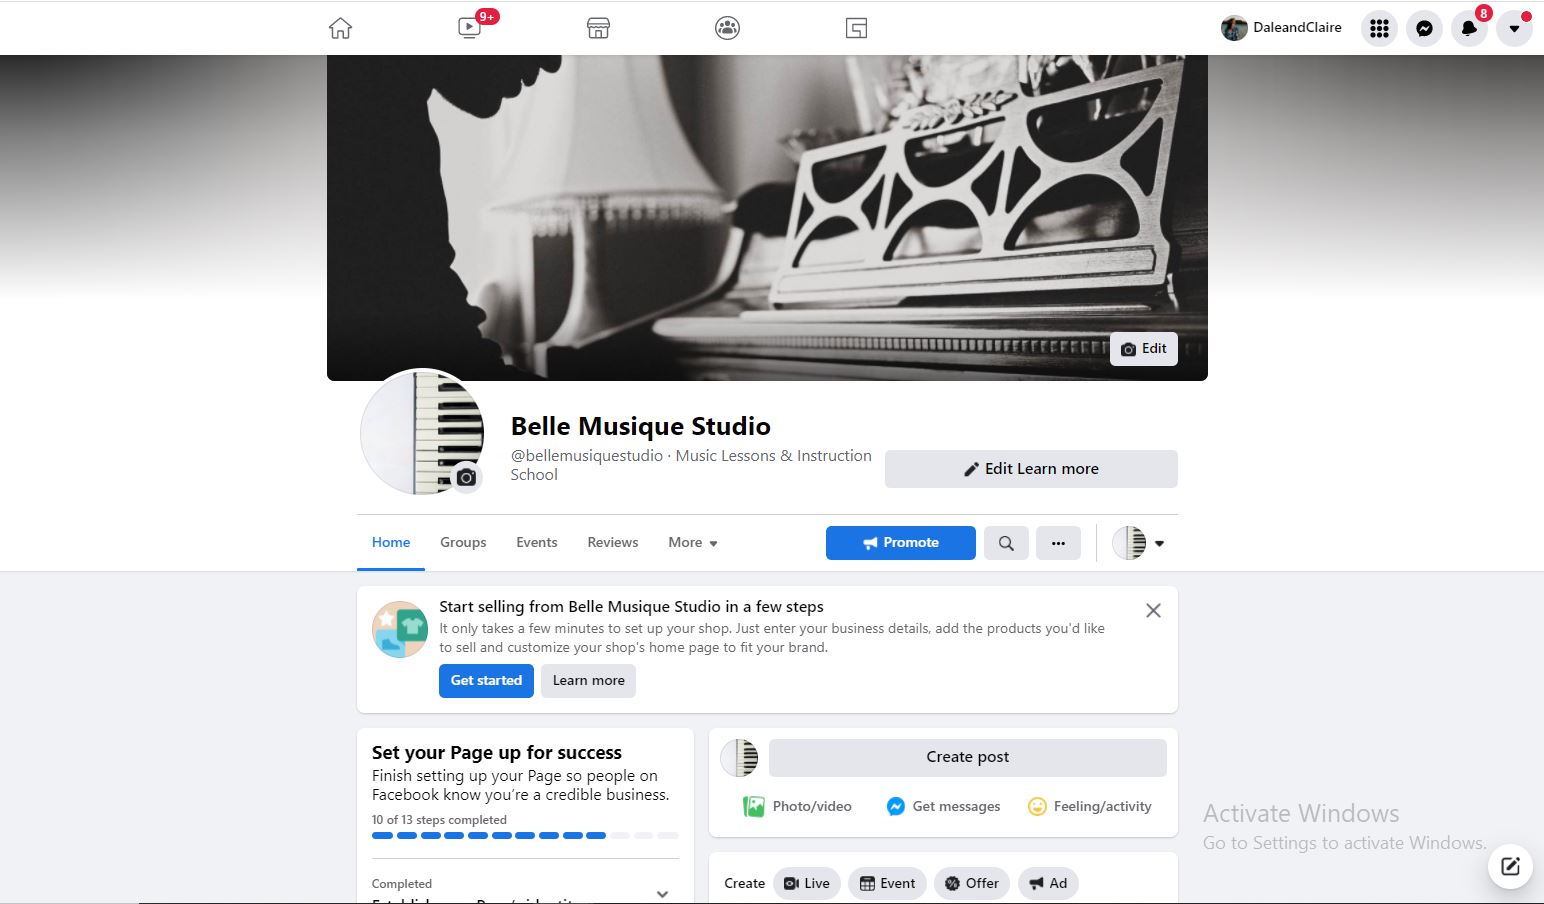 9+
DaleandClaire
8
Edit
Belle Musique Studio
@bellemusiquestudio · Music Lessons & Instruction
School
Edit Learn more
Home
Groups
Events
Reviews
More
Promote
Start selling from Belle Musique Studio in a few steps
It only takes a few minutes to set up your shop. Just enter your business details, add the products you'd like
to sell and customize your shop's home page to fit your brand.
Get started
Learn more
Set your Page up for success
Finish setting up your Page so people on
Facebook know you’re a credible business.
10 of 13 steps completed
Completed
Create post
Photo/video
Get messages
Feeling/activity
Create
Live
Event
Offer
Ad
Activate Windows
Go to Settings to activate Windows.